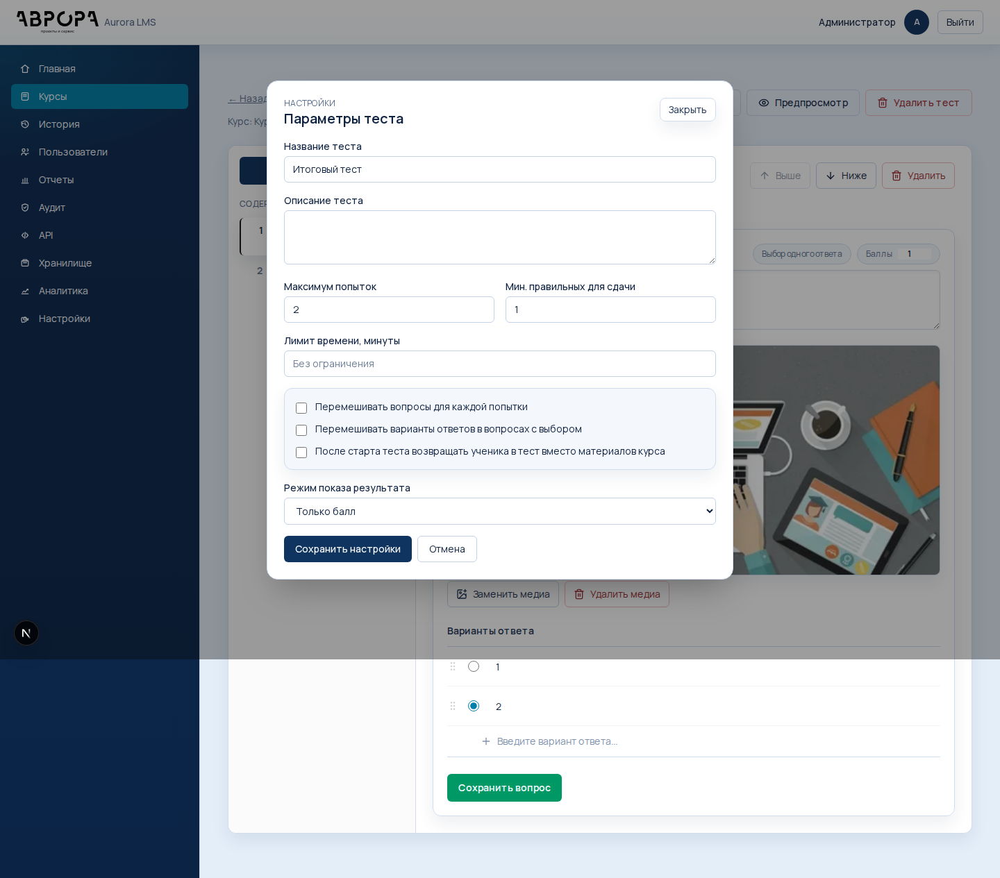 АВРОРА
проекты и сервис
Aurora LMS
Администратор
А
Выйти
Главная
Курсы
История
Пользователи
Отчеты
Аудит
API
Хранилище
Аналитика
Настройки
← Назад
Предпросмотр
Удалить тест
Курс: Кур
Выше
Ниже
Удалить
СОДЕР
1
2
Выбор одного ответа
Баллы 1
НАСТРОЙКИ
Параметры теста
Закрыть
Название теста
Итоговый тест
Описание теста
Максимум попыток
Мин. правильных для сдачи
2
1
Лимит времени, минуты
Без ограничения
Перемешивать вопросы для каждой попытки
Перемешивать варианты ответов в вопросах с выбором
После старта теста возвращать ученика в тест вместо материалов курса
Режим показа результата
Только балл
Сохранить настройки
Отмена
Заменить медиа
Удалить медиа
Варианты ответа
1
2
Введите вариант ответа...
Сохранить вопрос
N